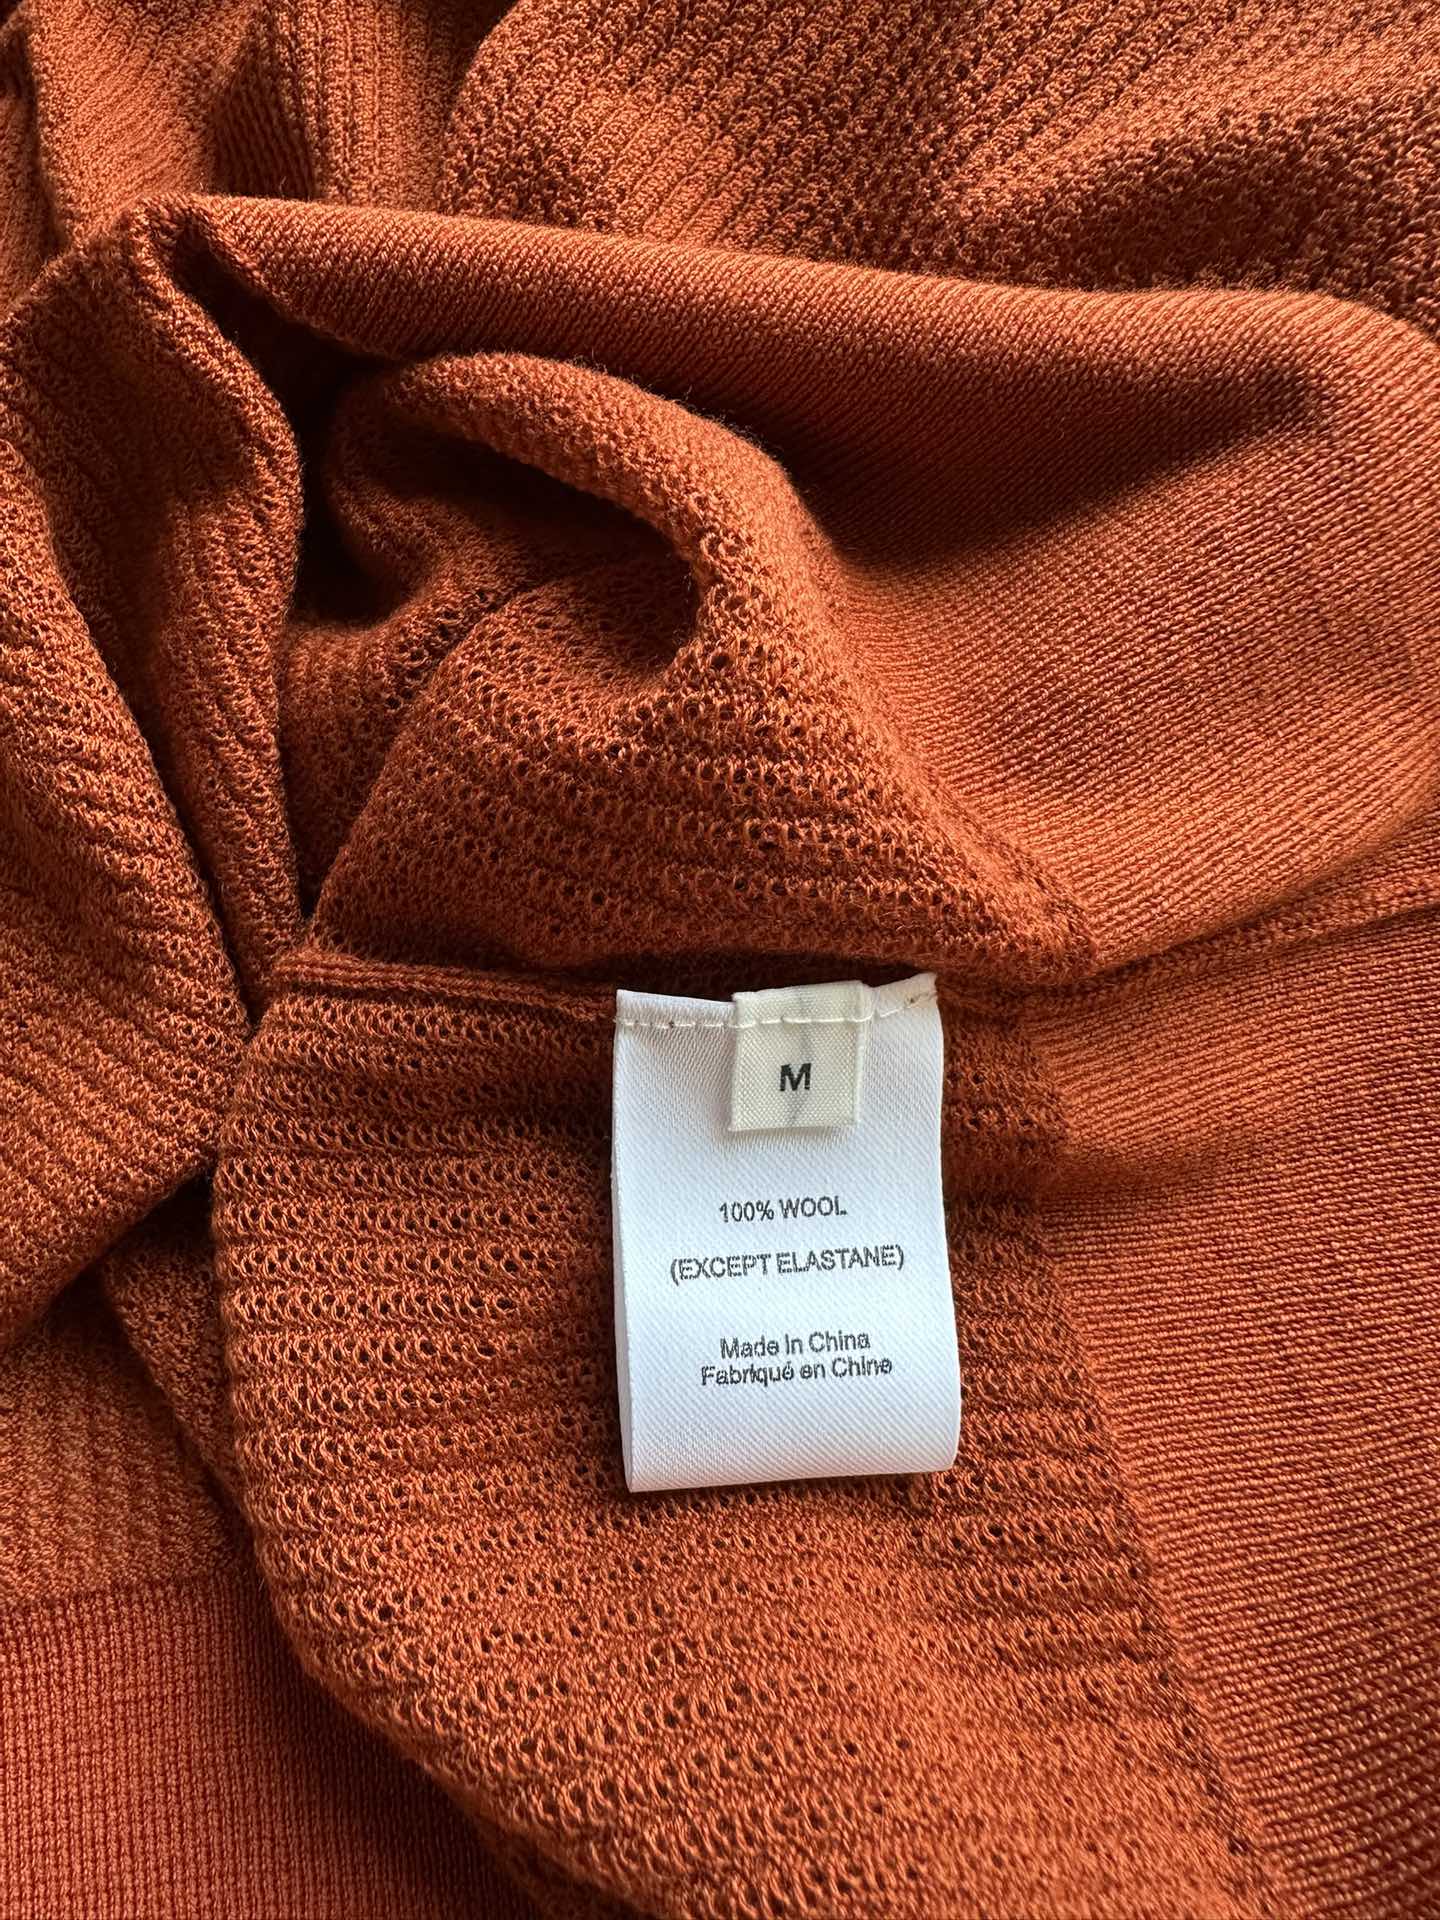 M
100% WOOL
(EXCEPT ELASTANE)
Made In China
Fabriqué en Chine